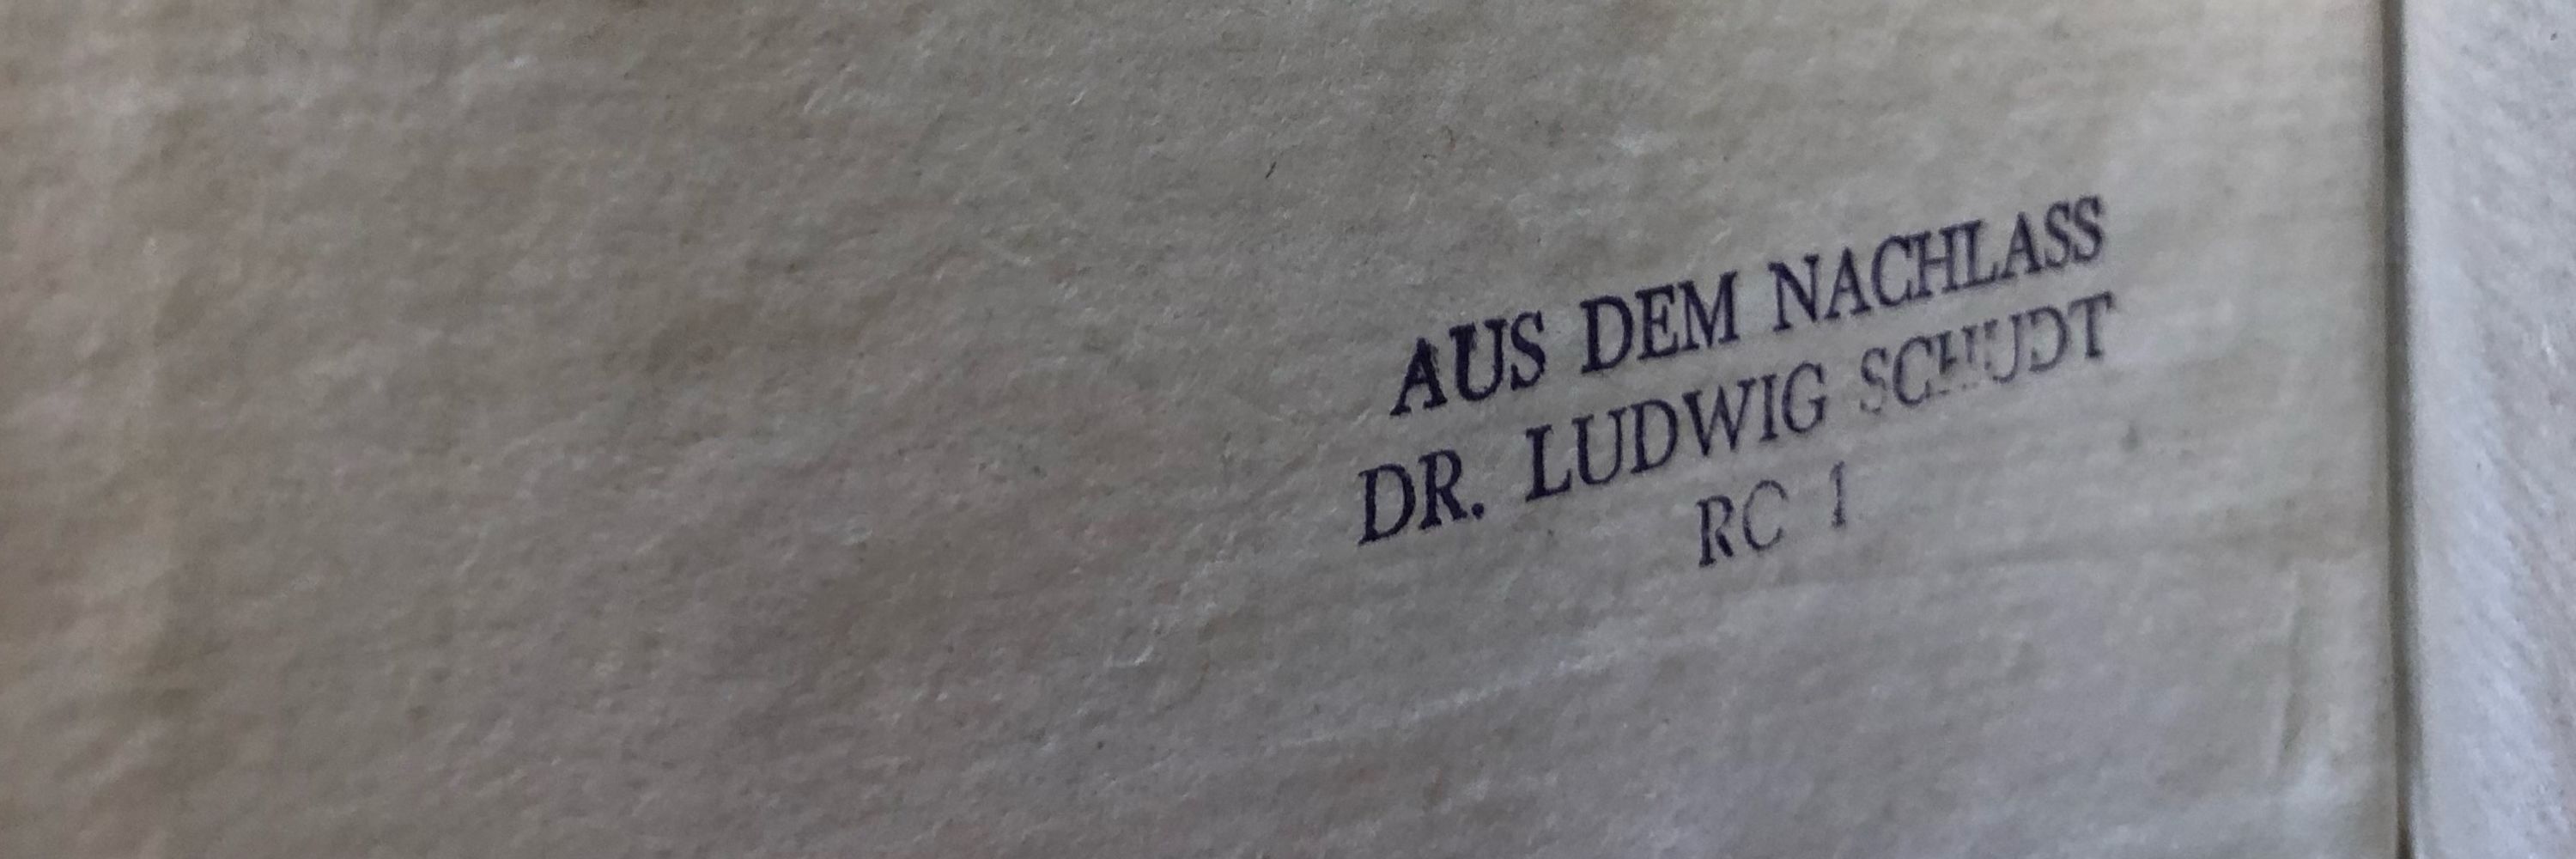 AUS DEM NACHLASS
DR. LUDWIG SCHUDT
RC 1